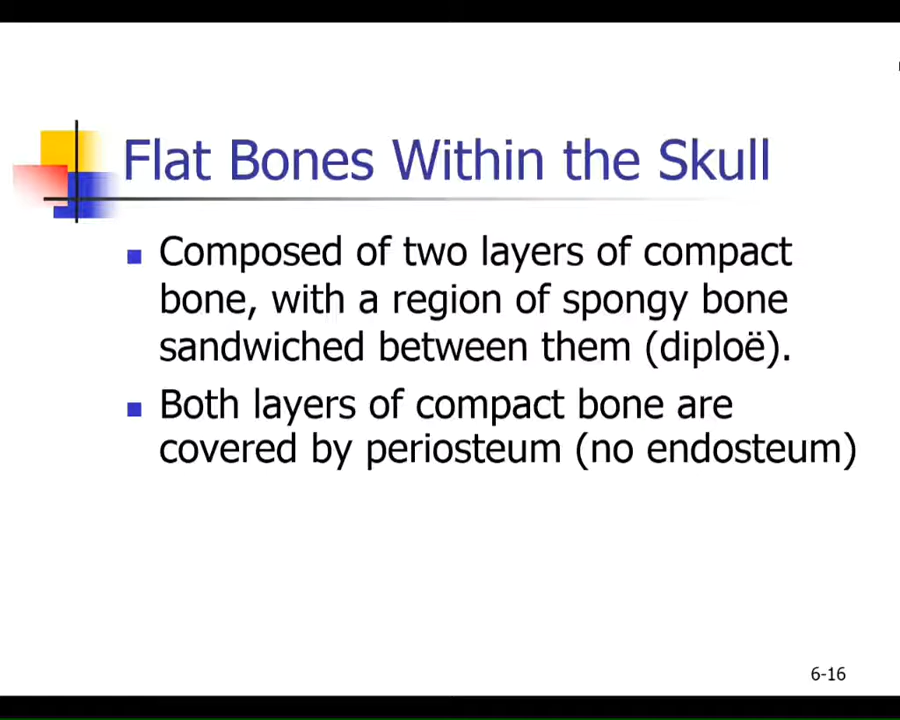 Flat Bones Within the Skull
Composed of two layers of compact
bone, with a region of spongy bone
sandwiched between them (diploë).
Both layers of compact bone are
covered by periosteum (no endosteum)
6-16